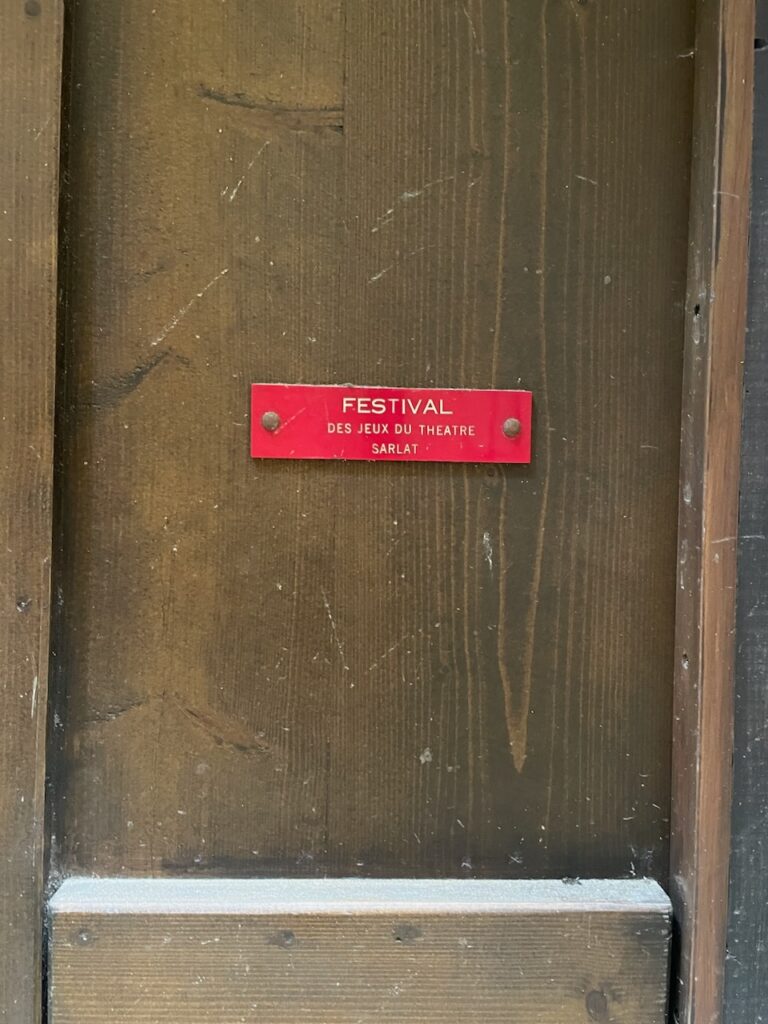 FESTIVAL
DES JEUX DU THEATRE
SARLAT